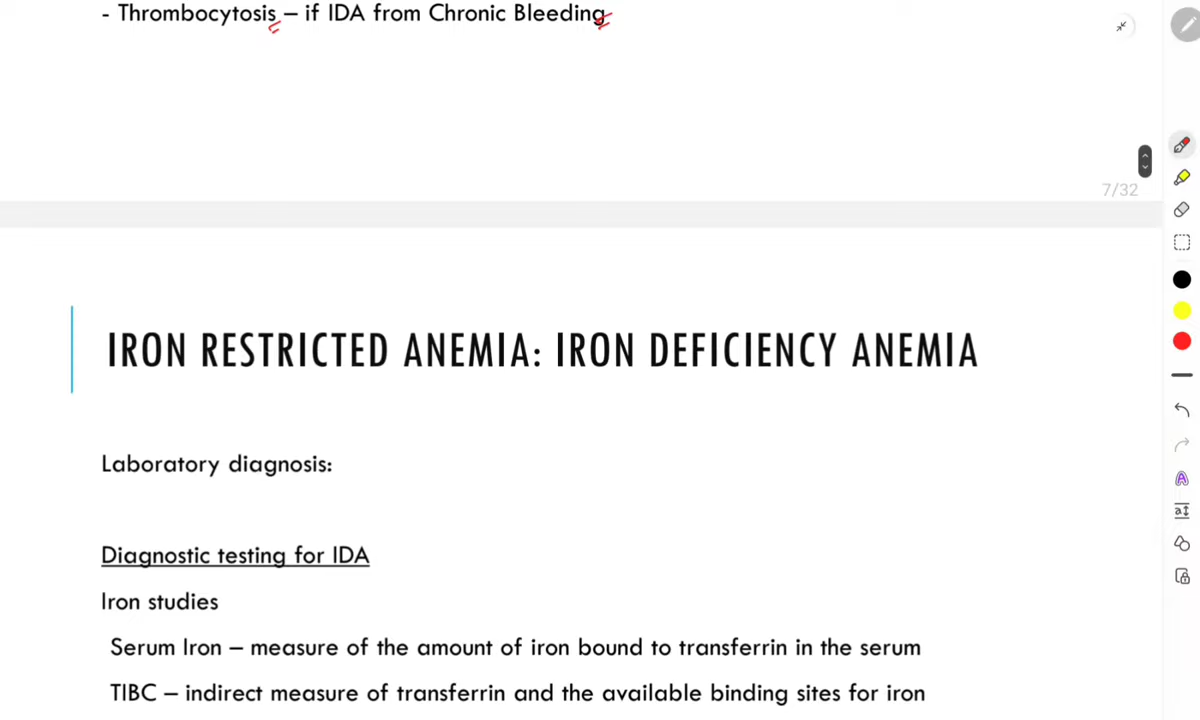 - Thrombocytosis – if IDA from Chronic Bleeding
7/32
IRON RESTRICTED ANEMIA: IRON DEFICIENCY ANEMIA
Laboratory diagnosis:
Diagnostic testing for IDA
Iron studies
Serum Iron – measure of the amount of iron bound to transferrin in the serum
TIBC – indirect measure of transferrin and the available binding sites for iron